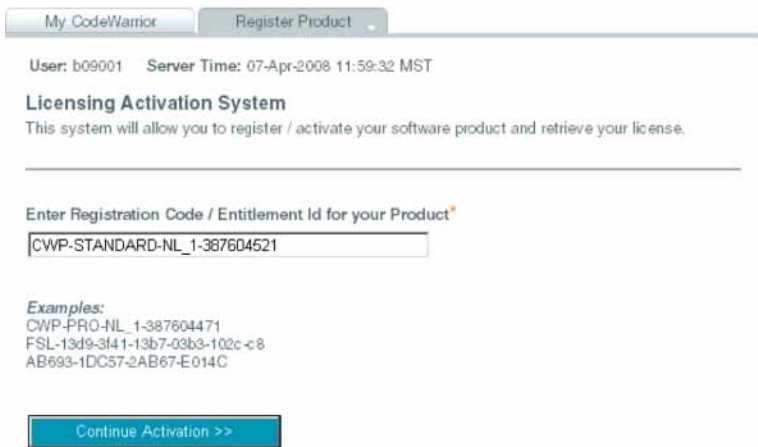 My CodeWarrior Register Product
User: b09001 Server Time: 07-Apr-2008 11:59:32 MST
Licensing Activation System
This system will allow you to register / activate your software product and retrieve your license.
Enter Registration Code / Entitlement Id for your Product*
CWP-STANDARD-NL_1-387604521
Examples:
CWP-PRO-NL_1-387604471
FSL-13d9-3f41-13b7-03b3-102c-c8
AB693-1DC57-2AB67-E014C
Continue Activation >>